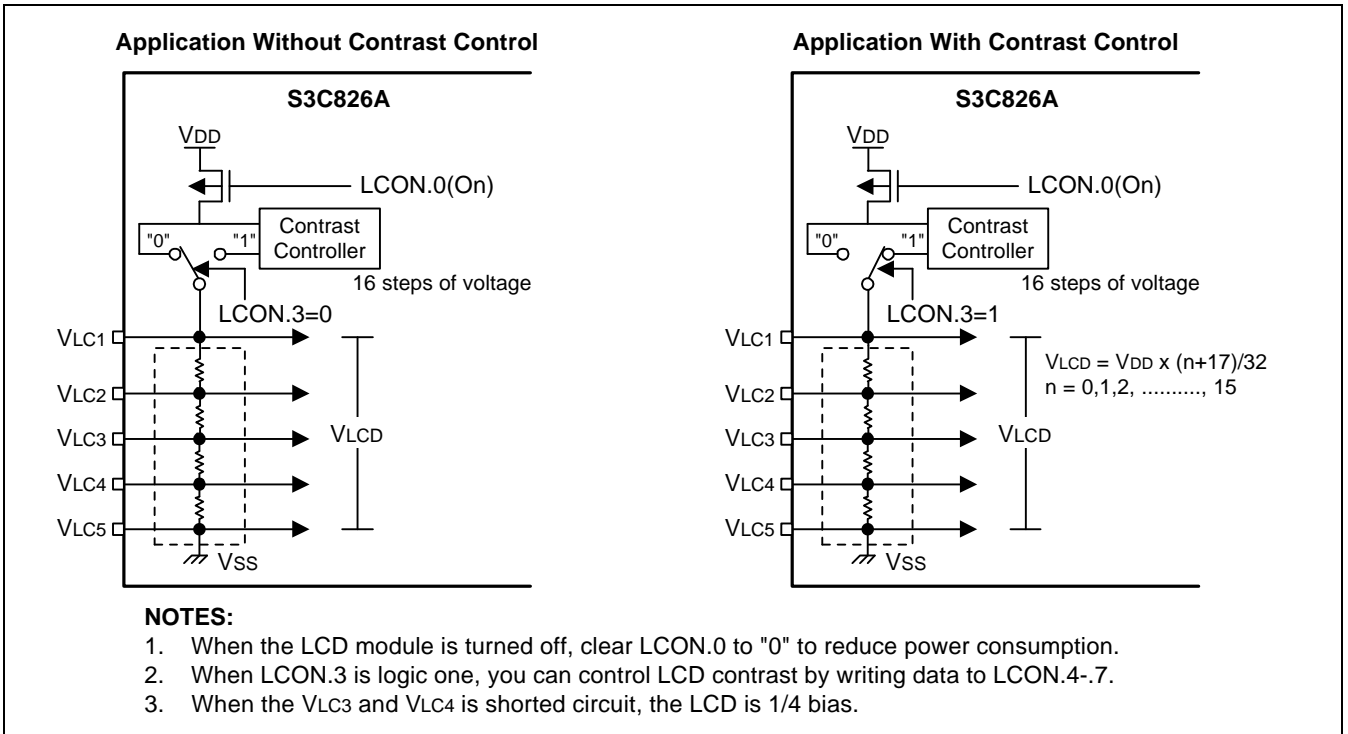 Application Without Contrast Control
S3C826A
VDD
LCON.0(On)
"0"
"1"
Contrast
Controller
16 steps of voltage
LCON.3=0
VLC1
VLC2
VLC3
VLC4
VLC5
VLCD
VSS
Application With Contrast Control
S3C826A
VDD
LCON.0(On)
"0"
"1"
Contrast
Controller
16 steps of voltage
LCON.3=1
VLC1
VLC2
VLC3
VLC4
VLC5
VLCD = VDD x (n+17)/32
n = 0,1,2, .........., 15
VLCD
VSS
NOTES:
1. When the LCD module is turned off, clear LCON.0 to "0" to reduce power consumption.
2. When LCON.3 is logic one, you can control LCD contrast by writing data to LCON.4-.7.
3. When the VLC3 and VLC4 is shorted circuit, the LCD is 1/4 bias.